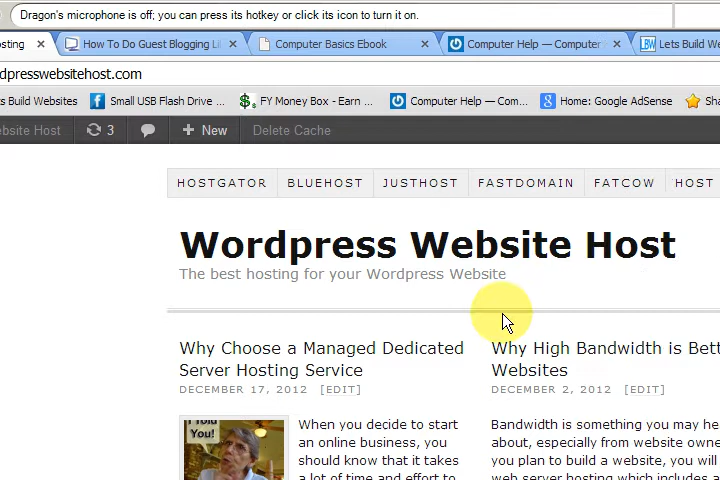 Dragon's microphone is off; you can press its hotkey or click its icon to turn it on.
osting How To Do Guest Blogging Li Computer Basics Ebook Computer Help — Computer Lets Build We
dpresswebsitehost.com
s Build Websites Small USB Flash Drive ... FY Money Box - Earn ... Computer Help — Com... Home: Google AdSense Sha
ebsite Host 3 New Delete Cache
HOSTGATOR BLUEHOST JUSTHOST FASTDOMAIN FATCOW HOST
Wordpress Website Host
The best hosting for your Wordpress Website
Why Choose a Managed Dedicated
Server Hosting Service
DECEMBER 17, 2012 [EDIT]
I Told
You!
When you decide to start
an online business, you
should know that it takes
a lot of time and effort to
Why High Bandwidth is Bett
Websites
DECEMBER 2, 2012 [EDIT]
Bandwidth is something you may he
about, especially from website owne
you plan to build a website, you will
web server hosting which includes a